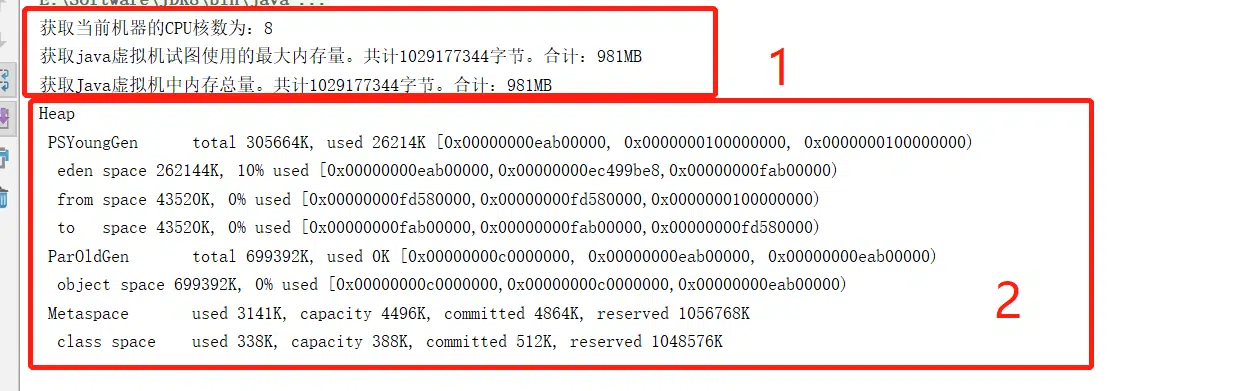 E:\Software\JDK8\bin\java ...
获取当前机器的CPU核数为：8
获取java虚拟机试图使用的最大内存量。共计1029177344字节。合计：981MB
获取Java虚拟机中内存总量。共计1029177344字节。合计：981MB
1
Heap
PSYoungGen total 305664K, used 26214K [0x00000000eab00000, 0x0000000100000000, 0x0000000100000000)
eden space 262144K, 10% used [0x00000000eab00000,0x00000000ec499be8,0x00000000fab00000)
from space 43520K, 0% used [0x00000000fd580000,0x00000000fd580000,0x0000000100000000)
to space 43520K, 0% used [0x00000000fab00000,0x00000000fab00000,0x00000000fd580000)
ParOldGen total 699392K, used 0K [0x00000000c0000000, 0x00000000eab00000, 0x00000000eab00000)
object space 699392K, 0% used [0x00000000c0000000,0x00000000c0000000,0x00000000eab00000)
Metaspace used 3141K, capacity 4496K, committed 4864K, reserved 1056768K
class space used 338K, capacity 388K, committed 512K, reserved 1048576K
2